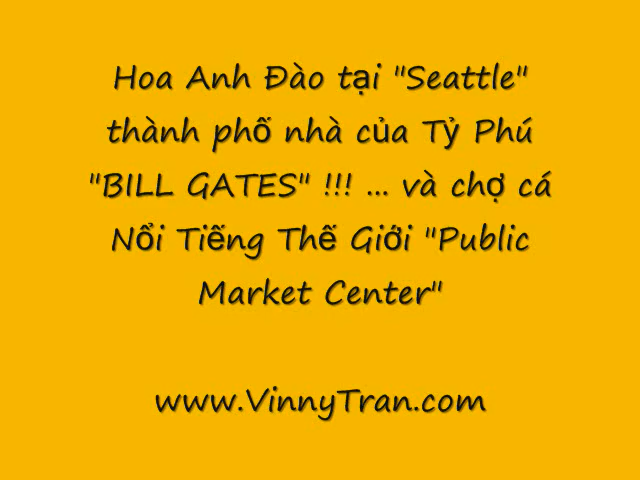 Hoa Anh Đào tại "Seattle"
thành phố nhà của Tỷ Phú
"BILL GATES" !!! ... và chợ cá
Nổi Tiếng Thế Giới "Public
Market Center"
www.VinnyTran.com